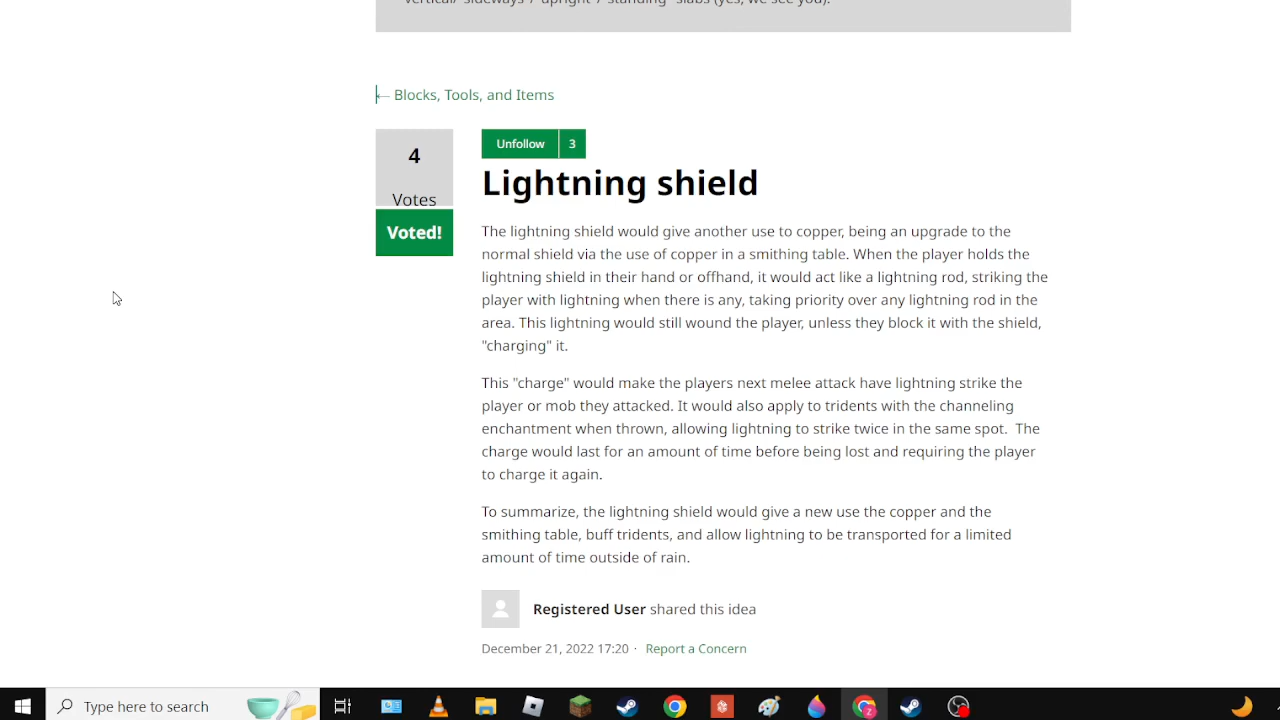 vertical/ sideways / upright / standing" slabs (yes, we see you).
← Blocks, Tools, and Items
4
Votes
Voted!
Unfollow 3
Lightning shield
The lightning shield would give another use to copper, being an upgrade to the
normal shield via the use of copper in a smithing table. When the player holds the
lightning shield in their hand or offhand, it would act like a lightning rod, striking the
player with lightning when there is any, taking priority over any lightning rod in the
area. This lightning would still wound the player, unless they block it with the shield,
"charging" it.
This "charge" would make the players next melee attack have lightning strike the
player or mob they attacked. It would also apply to tridents with the channeling
enchantment when thrown, allowing lightning to strike twice in the same spot.  The
charge would last for an amount of time before being lost and requiring the player
to charge it again.
To summarize, the lightning shield would give a new use the copper and the
smithing table, buff tridents, and allow lightning to be transported for a limited
amount of time outside of rain.
Registered User shared this idea
December 21, 2022 17:20 · Report a Concern
Type here to search